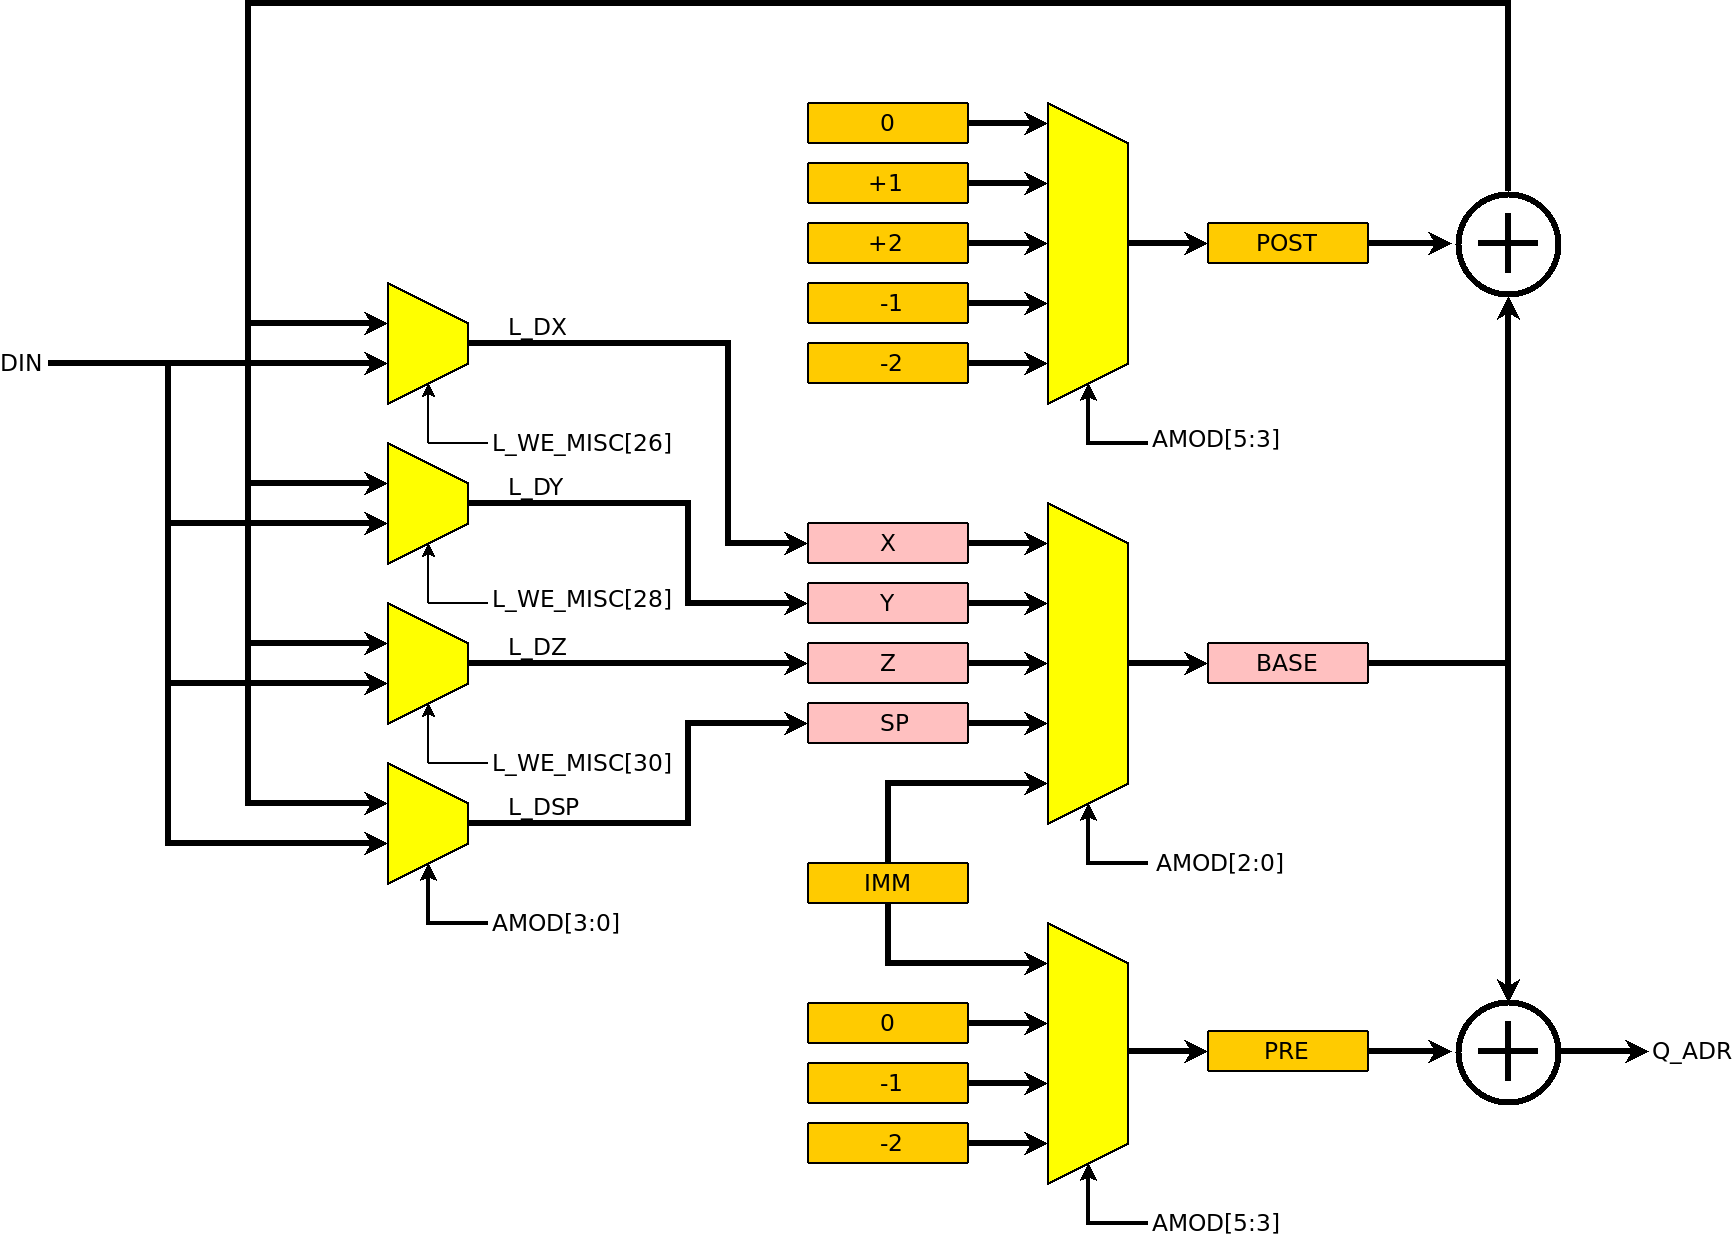 0
+1
+2
POST
-1
L_DX
DIN
-2
L_WE_MISC[26]
AMOD[5:3]
L_DY
X
L_WE_MISC[28]
Y
L_DZ
Z
BASE
SP
L_WE_MISC[30]
L_DSP
AMOD[2:0]
IMM
AMOD[3:0]
0
PRE
Q_ADR
-1
-2
AMOD[5:3]